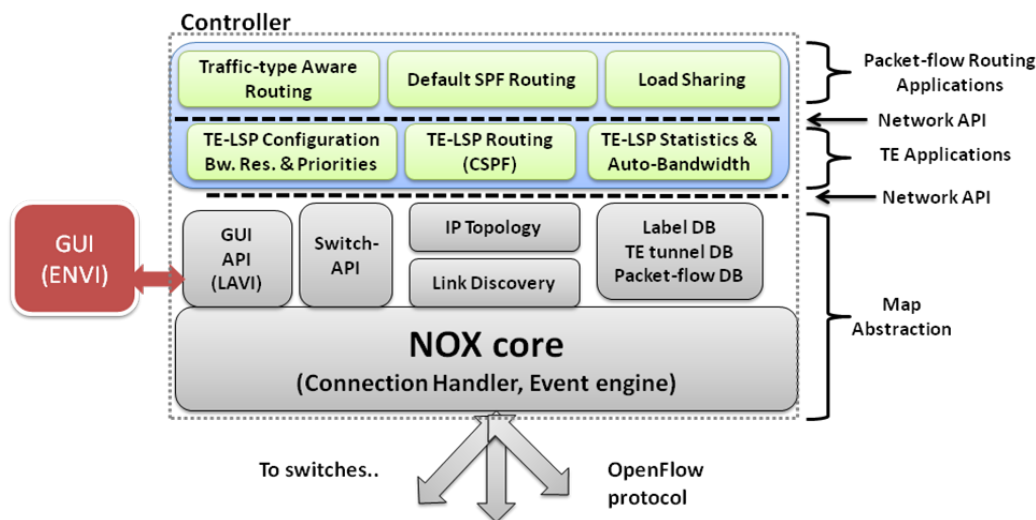 Controller
Traffic-type Aware
Routing
Default SPF Routing
Load Sharing
Packet-flow Routing
Applications
Network API
TE-LSP Configuration
Bw. Res. & Priorities
TE-LSP Routing
(CSPF)
TE-LSP Statistics &
Auto-Bandwidth
TE Applications
Network API
GUI
(ENVI)
GUI
API
(LAVI)
Switch-
API
IP Topology
Link Discovery
Label DB
TE tunnel DB
Packet-flow DB
Map
Abstraction
NOX core
(Connection Handler, Event engine)
To switches..
OpenFlow
protocol